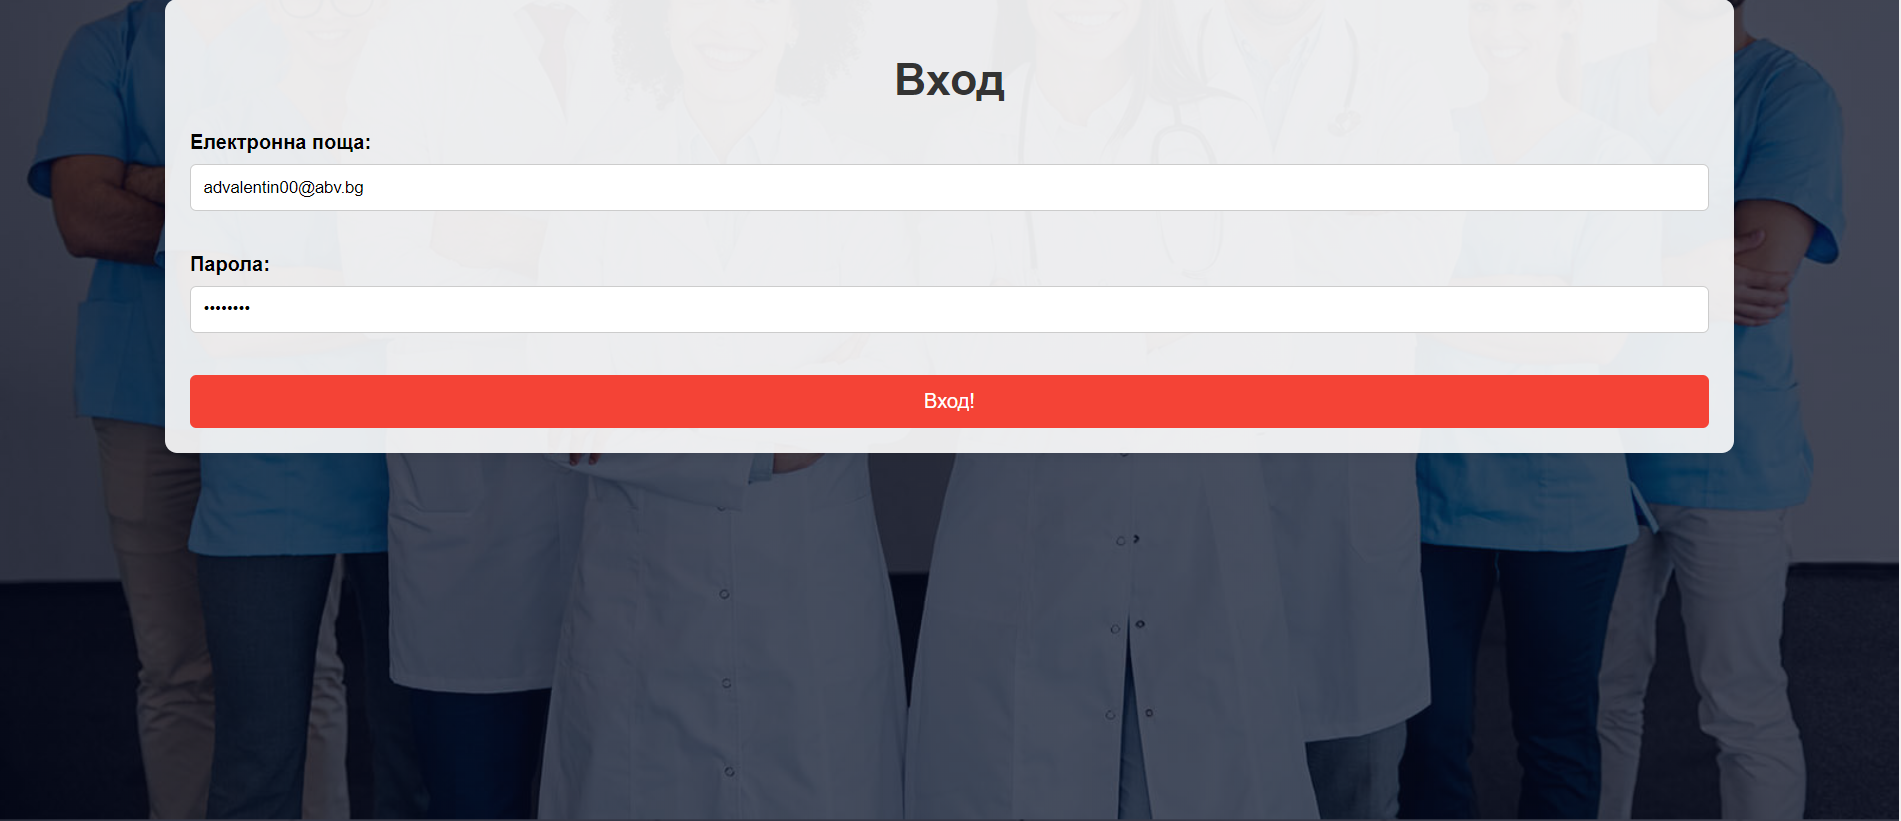 Вход
Електронна поща:
advalentin00@abv.bg
Парола:
••••••••
Вход!